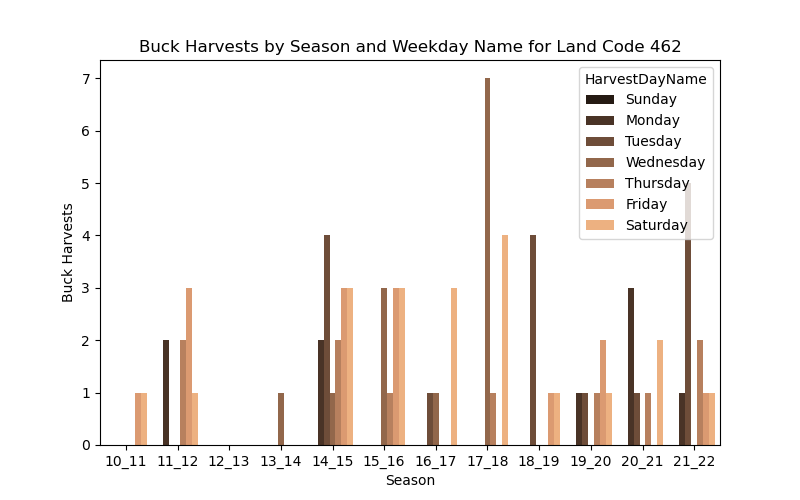 Buck Harvests by Season and Weekday Name for Land Code 462
7
6
5
4
3
2
1
0
Buck Harvests
HarvestDayName
Sunday
Monday
Tuesday
Wednesday
Thursday
Friday
Saturday
10_11 11_12 12_13 13_14 14_15 15_16 16_17 17_18 18_19 19_20 20_21 21_22
Season